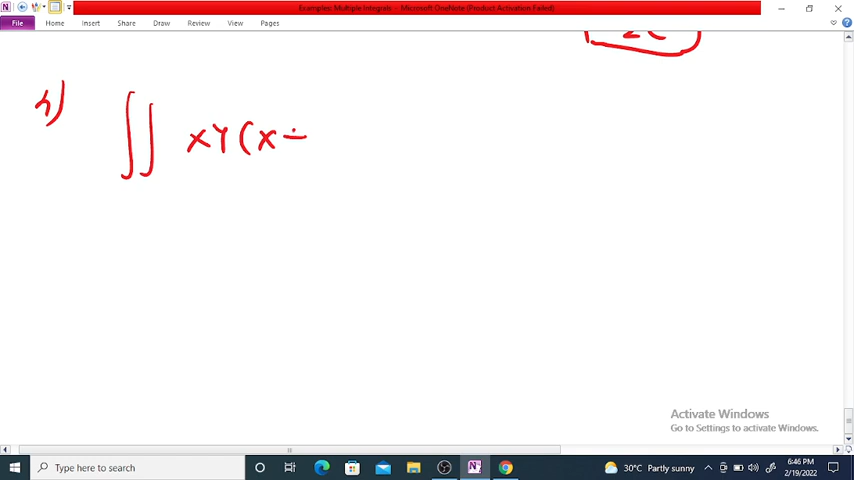 Examples: Multiple Integrals -- Microsoft OneNote (Product Activation Failed)
File Home Insert Share Draw Review View Pages
∬ xy(x ÷
Activate Windows
Go to Settings to activate Windows.
Type here to search
30°C Partly sunny
6:46 PM
2/19/2022